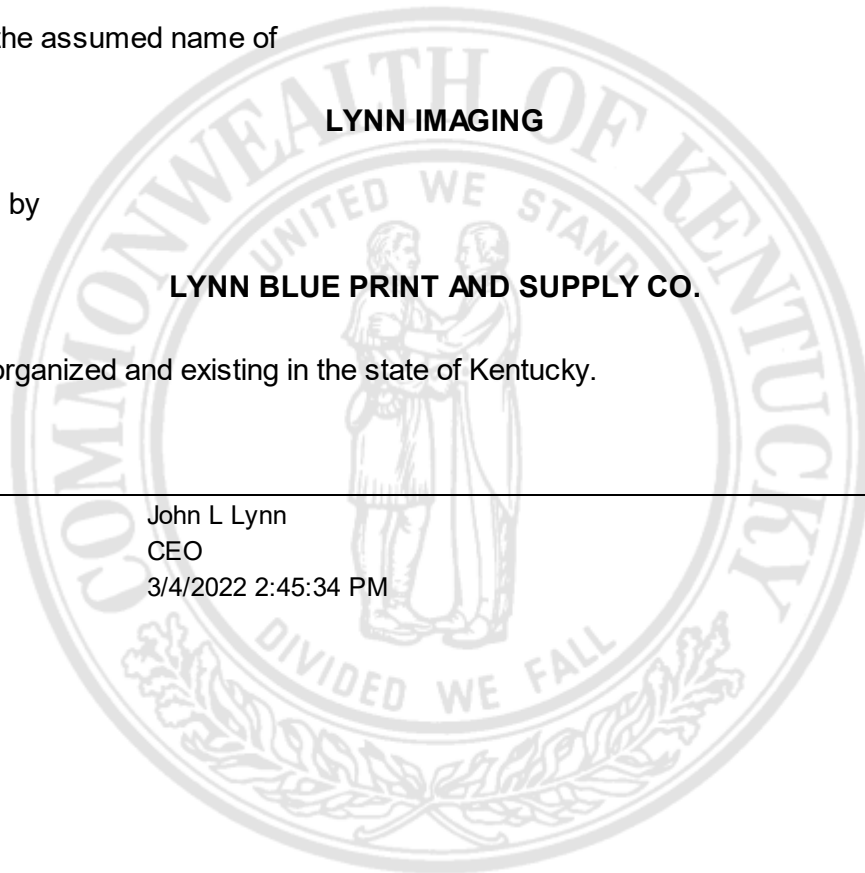 the assumed name of
LYNN IMAGING
by
LYNN BLUE PRINT AND SUPPLY CO.
organized and existing in the state of Kentucky.
John L Lynn
CEO
3/4/2022 2:45:34 PM
COMMONWEALTH OF KENTUCKY
UNITED WE STAND
DIVIDED WE FALL